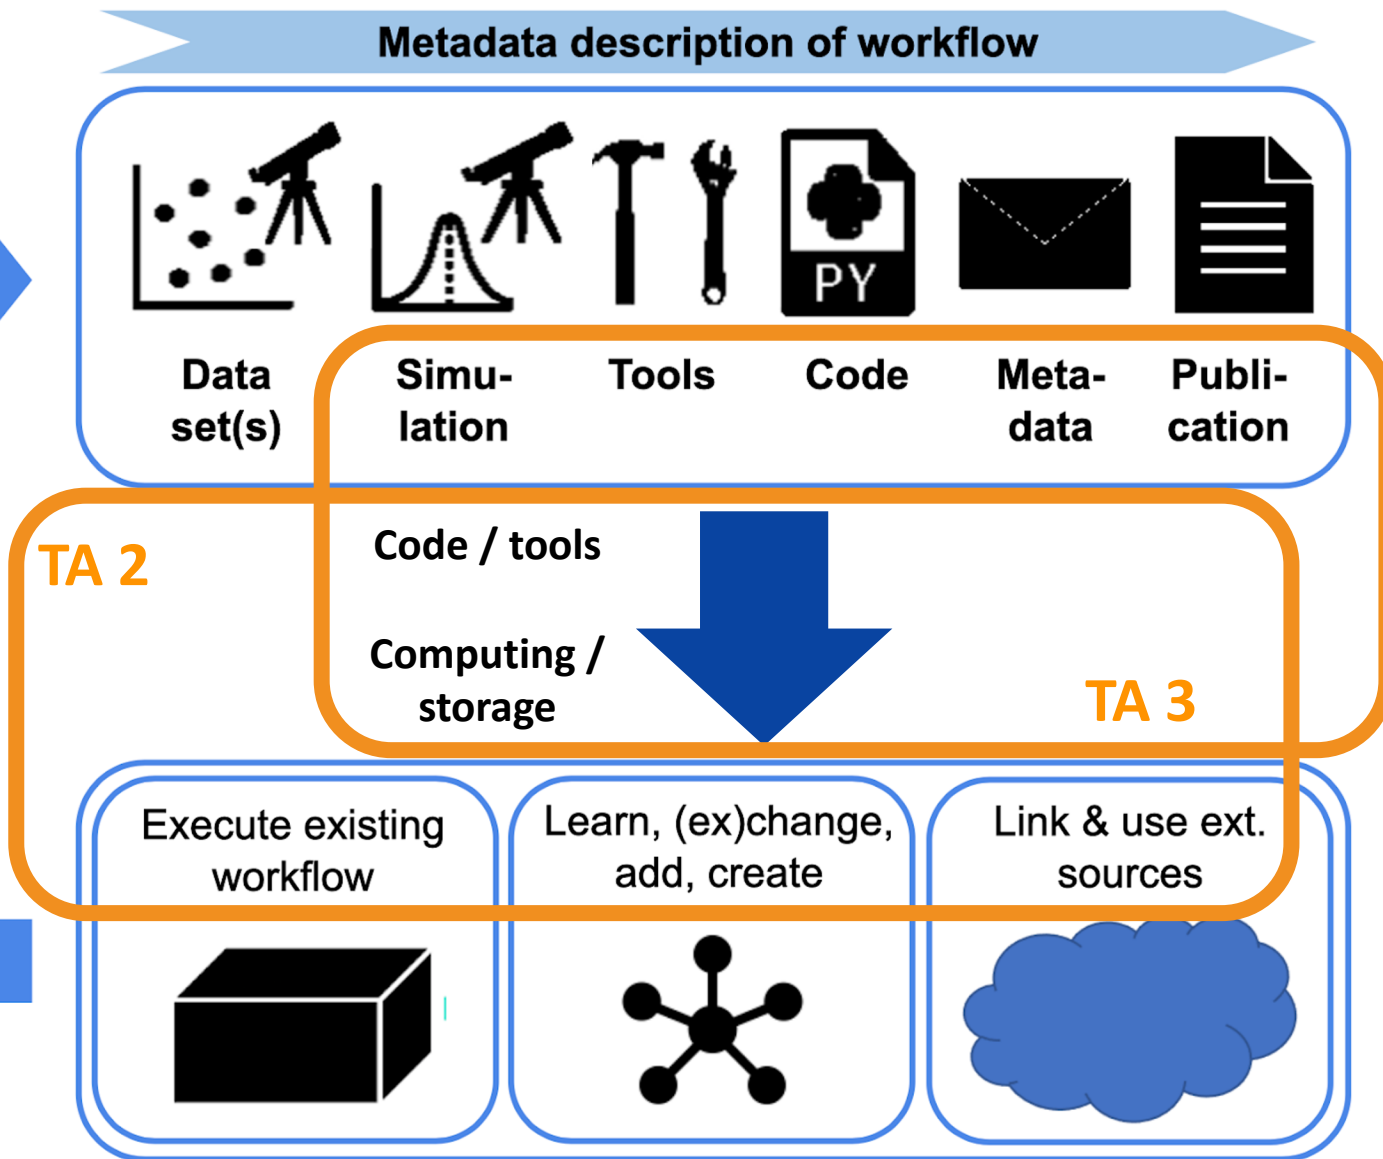 Metadata description of workflow
PY
Data
set(s)
Simu-
lation
Tools
Code
Meta-
data
Publi-
cation
TA 2
Code / tools
Computing /
storage
TA 3
Execute existing
workflow
Learn, (ex)change,
add, create
Link & use ext.
sources